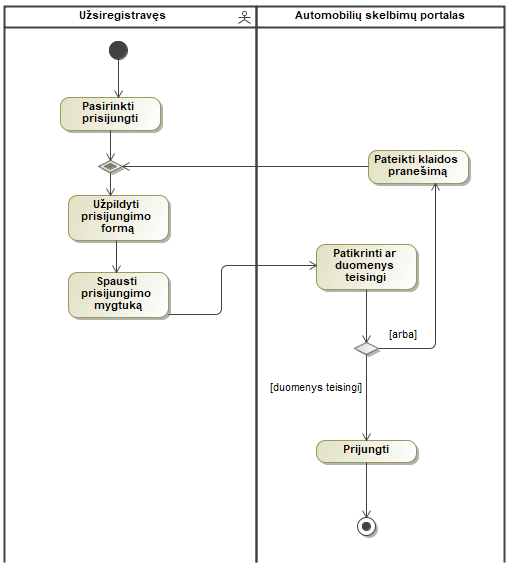 Užsiregistravęs
Automobilių skelbimų portalas
Pasirinkti
prisijungti
Pateikti klaidos
pranešimą
Užpildyti
prisijungimo
formą
Spausti
prisijungimo
mygtuką
Patikrinti ar
duomenys
teisingi
[arba]
[duomenys teisingi]
Prijungti